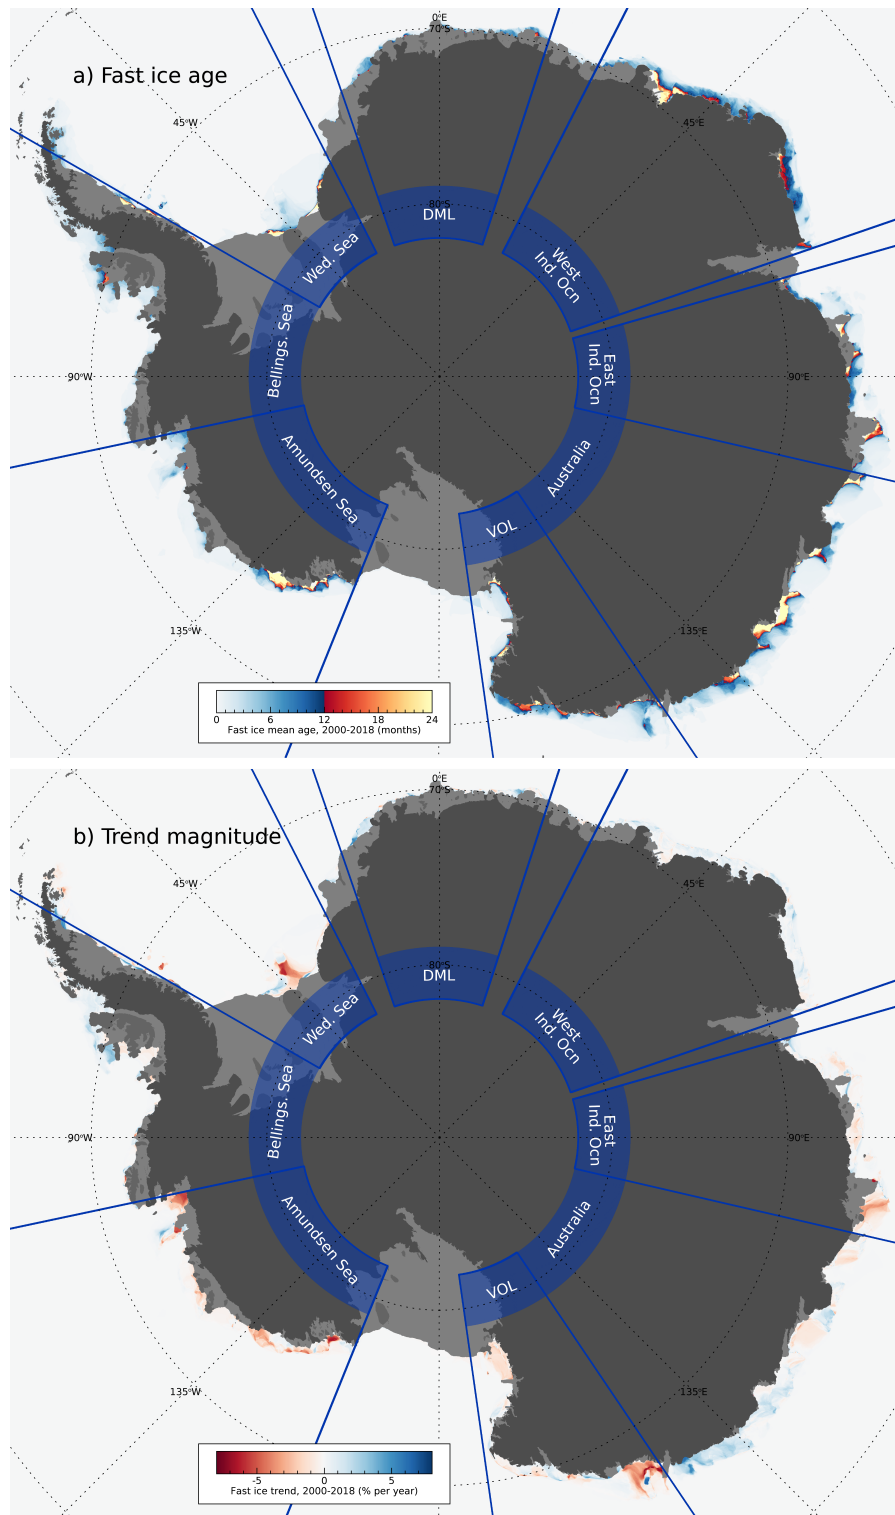 0°E
70°S
a) Fast ice age
45°W
45°E
80°S
DML
Wed. Sea
West
Ind. Ocn
Bellings. Sea
East
Ind. Ocn
90°W
90°E
Amundsen Sea
Australia
VOL
135°W
135°E
0 6 12 18 24
Fast ice mean age, 2000-2018 (months)
0°E
70°S
b) Trend magnitude
45°W
45°E
80°S
DML
Wed. Sea
West
Ind. Ocn
Bellings. Sea
East
Ind. Ocn
90°W
90°E
Amundsen Sea
Australia
VOL
135°W
135°E
-5 0 5
Fast ice trend, 2000-2018 (% per year)